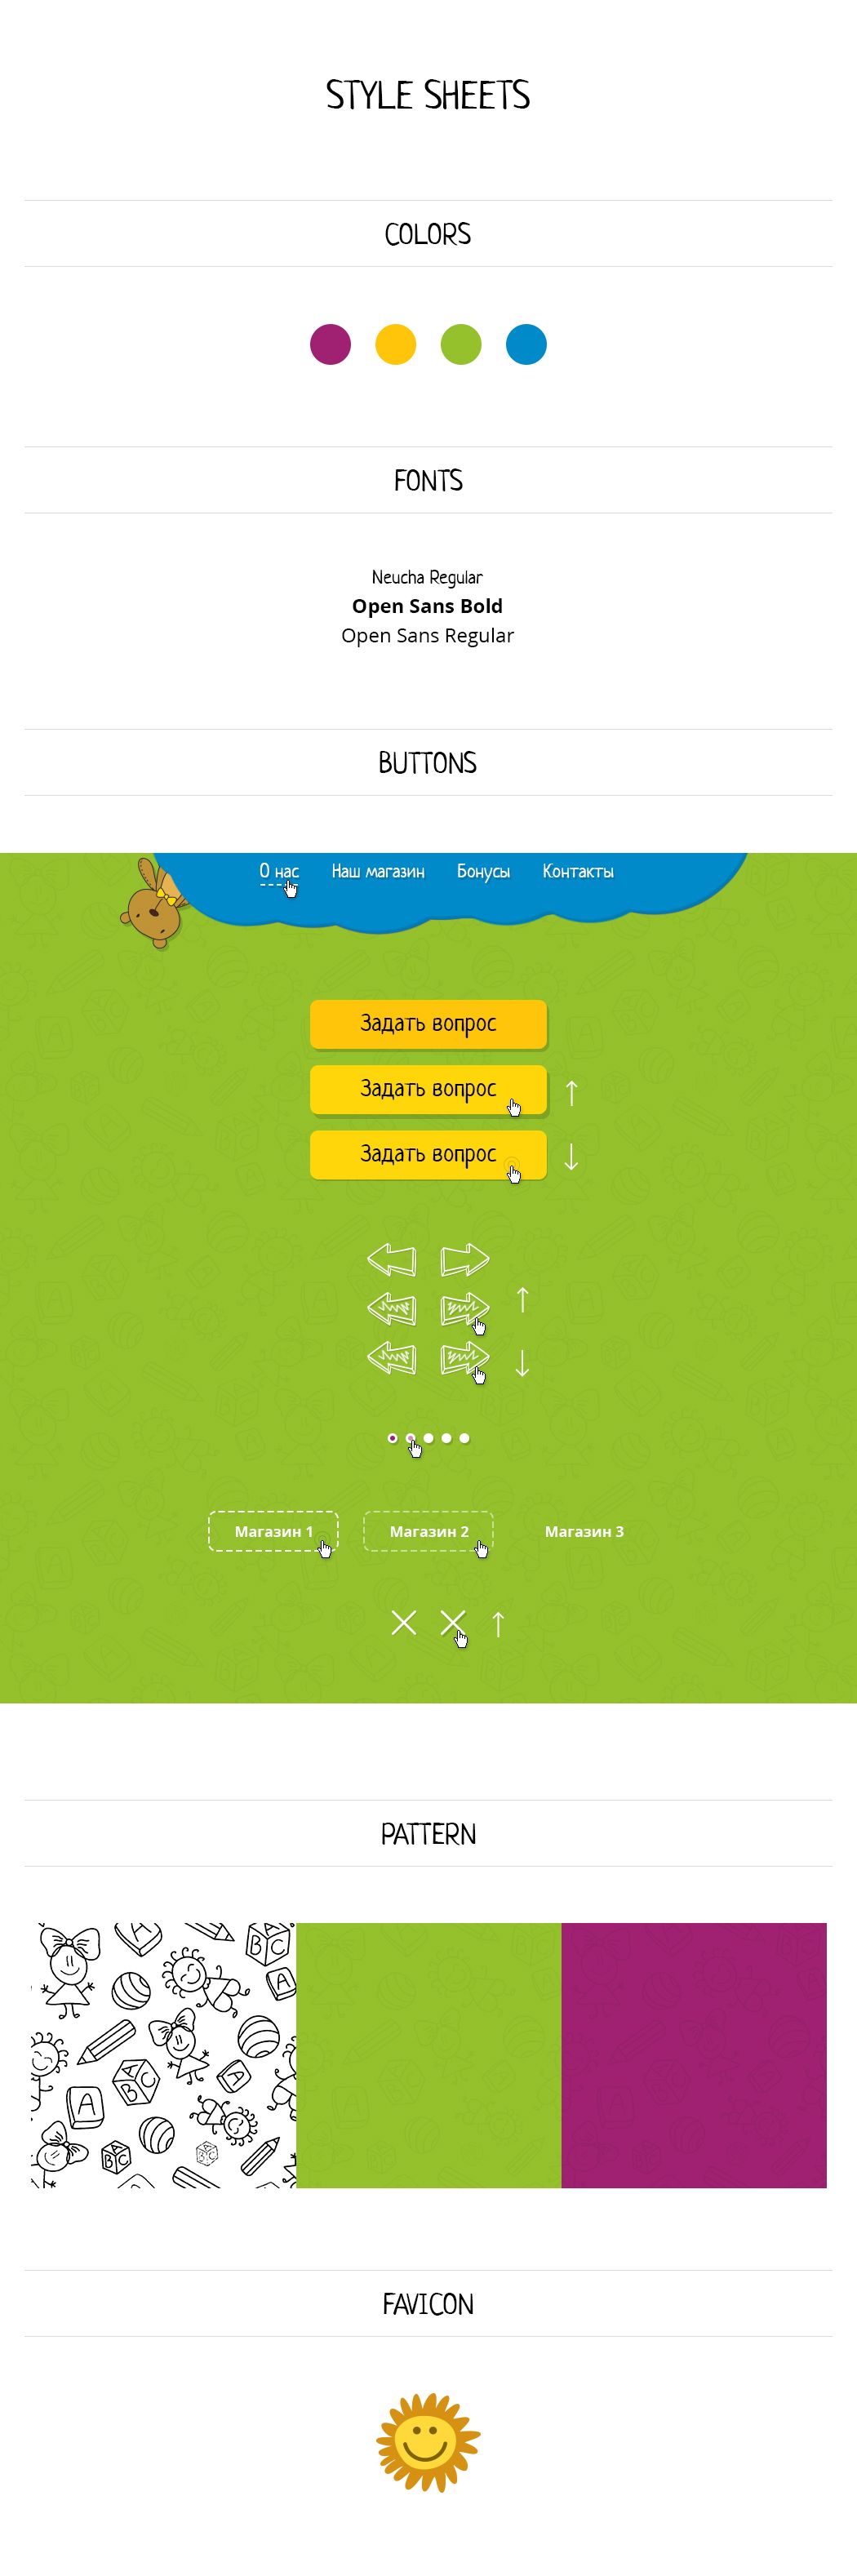 STYLE SHEETS
COLORS
FONTS
Neucha Regular
Open Sans Bold
Open Sans Regular
BUTTONS
О нас Наш магазин Бонусы Контакты
Задать вопрос
Задать вопрос
Задать вопрос
Магазин 1 Магазин 2 Магазин 3
PATTERN
A B C
A
A B C
A
A
A B C
A B C
FAVICON